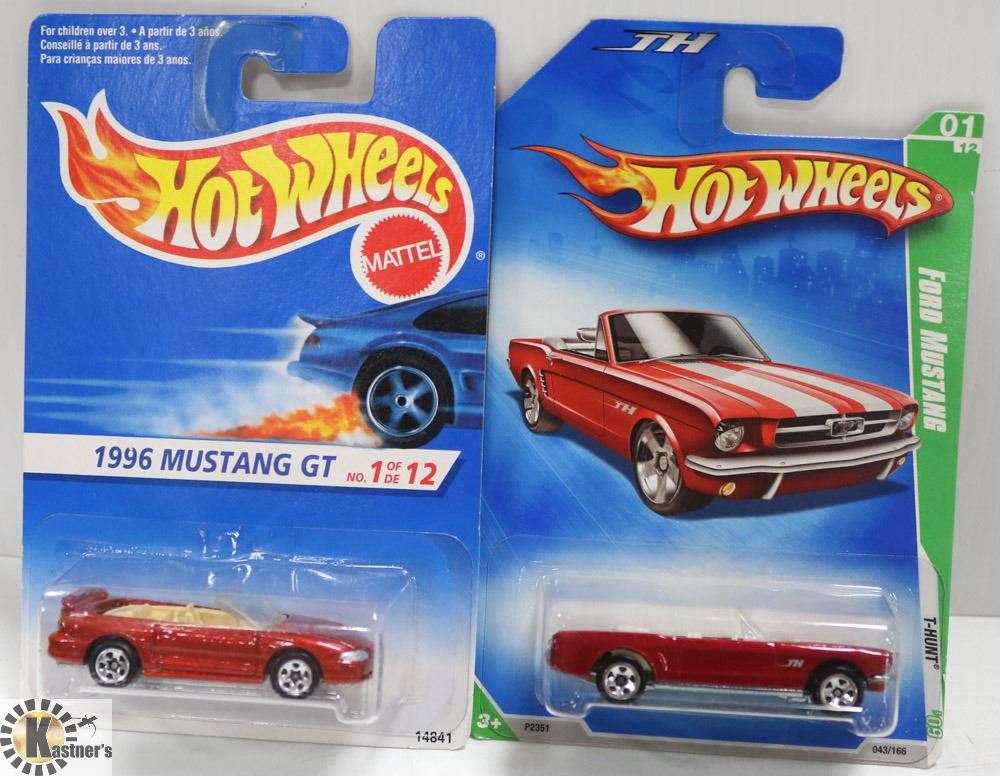 For children over 3. • A partir de 3 años.
Conseillé à partir de 3 ans.
Para crianças maiores de 3 anos.
HOT WHEELS
MATTEL
®
1996 MUSTANG GT NO. 1 OF DE 12
14841
TH
01
12
HOT WHEELS®
FORD MUSTANG
TH
TH
T-HUNT®
'09
3+
P2351
043/166
Kastner's